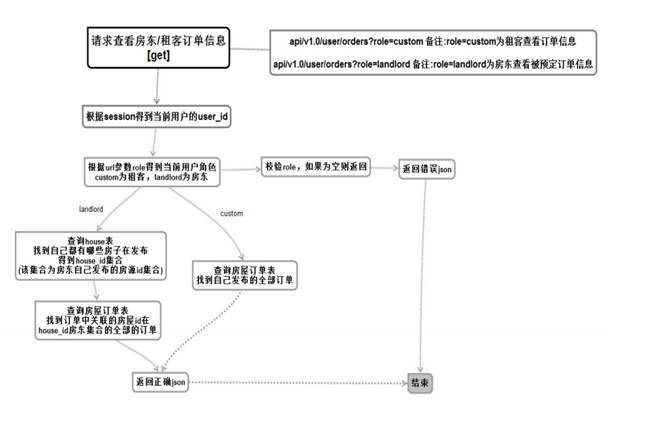 请求查看房东/租客订单信息
[get]
api/v1.0/user/orders?role=custom 备注:role=custom为租客查看订单信息
api/v1.0/user/orders?role=landlord 备注:role=landlord为房东查看被预定订单信息
根据session得到当前用户的user_id
根据url参数role得到当前用户角色
custom为租客，landlord为房东
校验role，如果为空则返回
返回错误json
landlord
custom
查询house表
找到自己都有哪些房子在发布
得到house_id集合
(该集合为房东自己发布的房源id集合)
查询房屋订单表
找到自己发布的全部订单
查询房屋订单表
找到订单中关联的房屋id在
house_id房东集合的全部的订单
返回正确json
结束